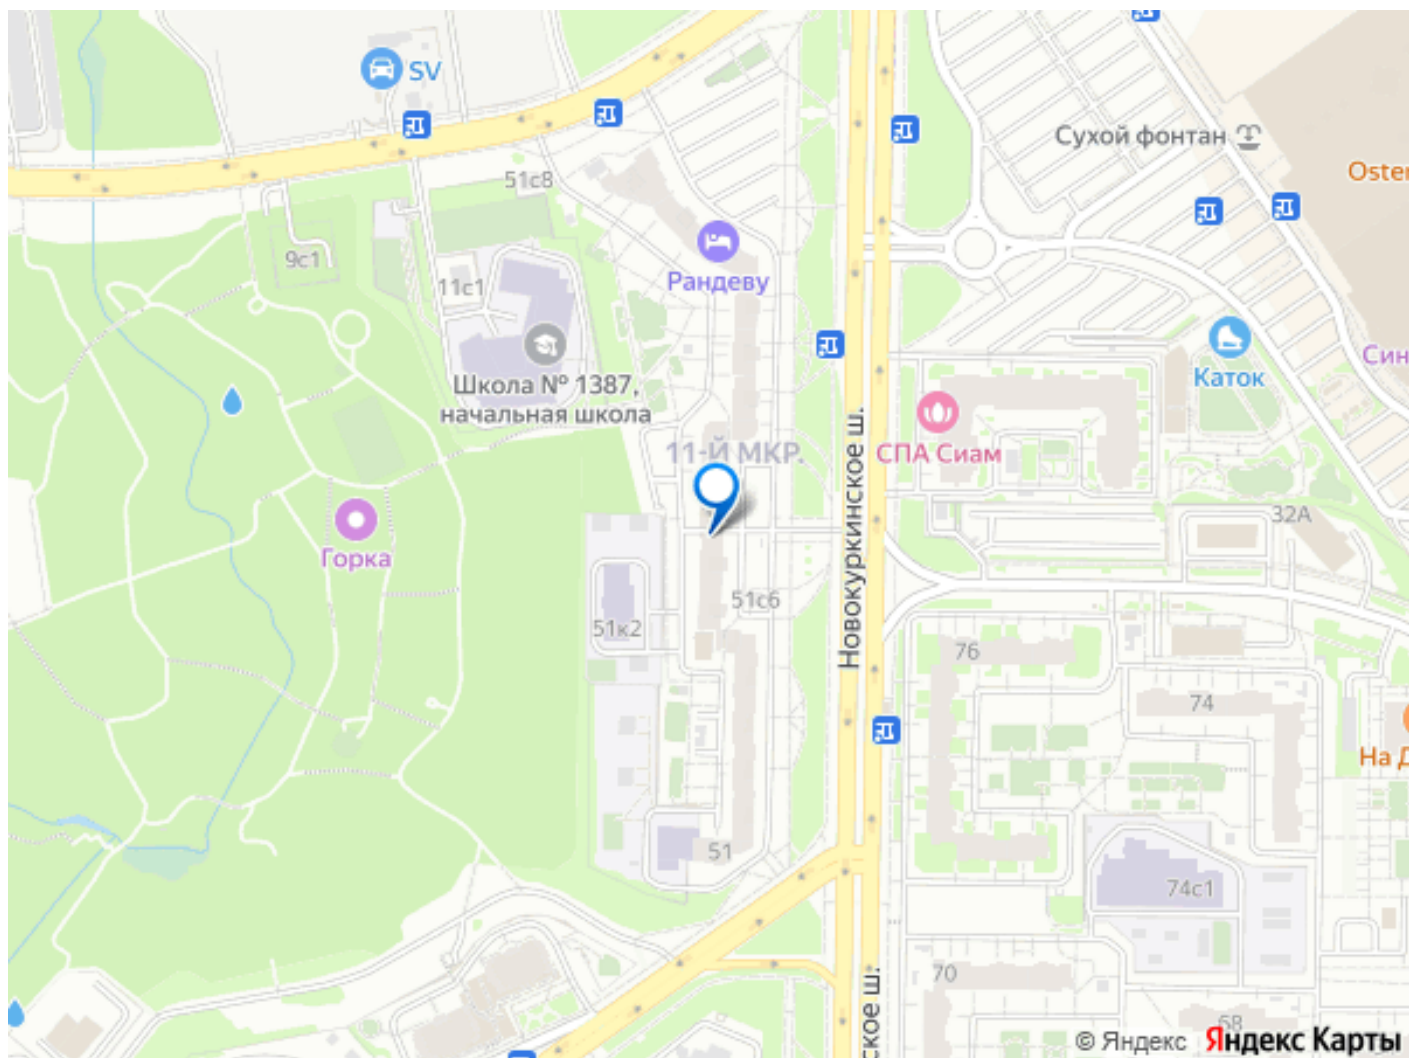 SV
Сухой фонтан
Oster
51с8
9с1
11с1
Рандеву
Син
Каток
Школа № 1387,
начальная школа
11-Й МКР.
СПА Сиам
Новокуркинское ш.
32А
Горка
51с6
51к2
76
74
На Д
51
74с1
70
ское ш.
68
© Яндекс Яндекс Карты